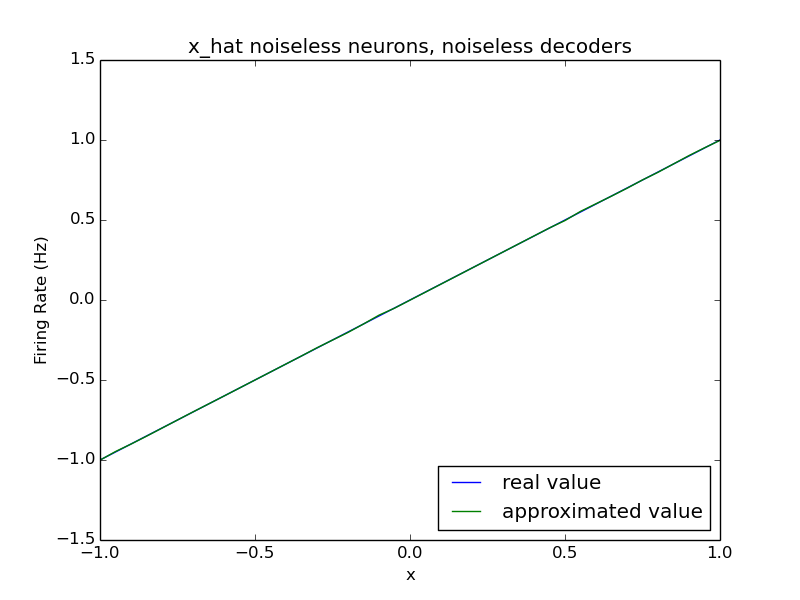 x_hat noiseless neurons, noiseless decoders
1.5
1.0
0.5
0.0
−0.5
−1.0
−1.5
Firing Rate (Hz)
real value
approximated value
−1.0 −0.5 0.0 0.5 1.0
x